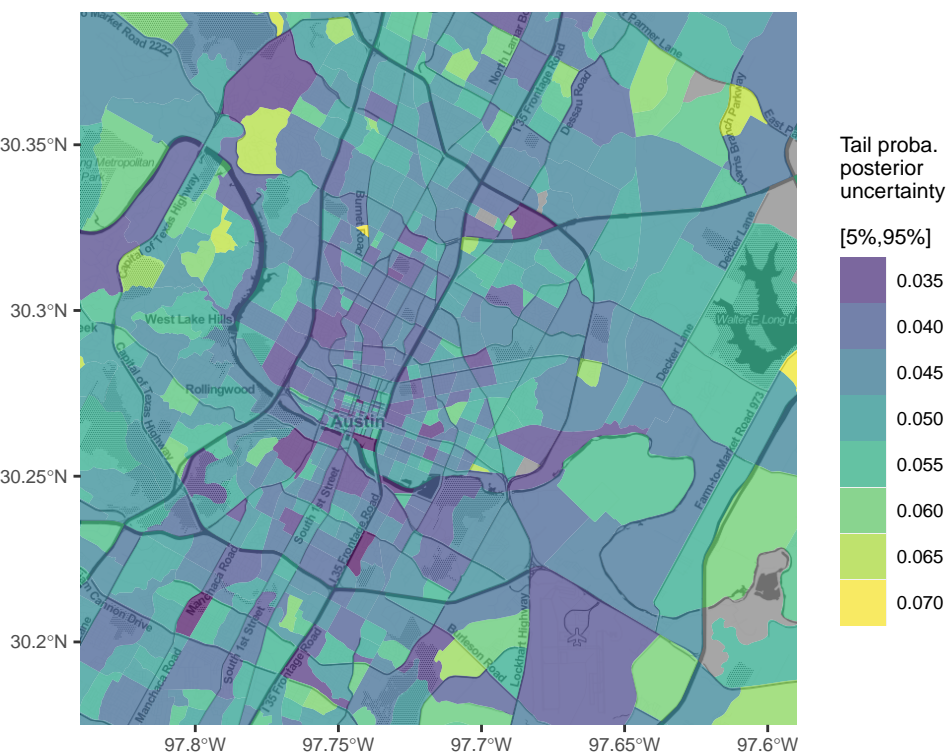 Market Road 2222
North Lamar Bo
Parmer Lane
I 35 Frontage Road
Dessau Road
Harris Branch Parkway
East P
30.35°N
ng Metropolitan
Park
Capital of Texas Highway
Burnet Road
Decker Lane
30.3°N
West Lake Hills
Walter E Long L
eek
Capital of Texas Highway
Decker Lane
Rollingwood
Austin
Farm-to-Market Road 973
30.25°N
South 1st Street
I 35 Frontage Road
Manchaca Road
am Cannon Drive
South 1st Street
Manchaca Road
I 35 Frontage Road
Burleson Road
Lockhart Highway
30.2°N
97.8°W
97.75°W
97.7°W
97.65°W
97.6°W
Tail proba.
posterior
uncertainty
[5%,95%]
0.035
0.040
0.045
0.050
0.055
0.060
0.065
0.070